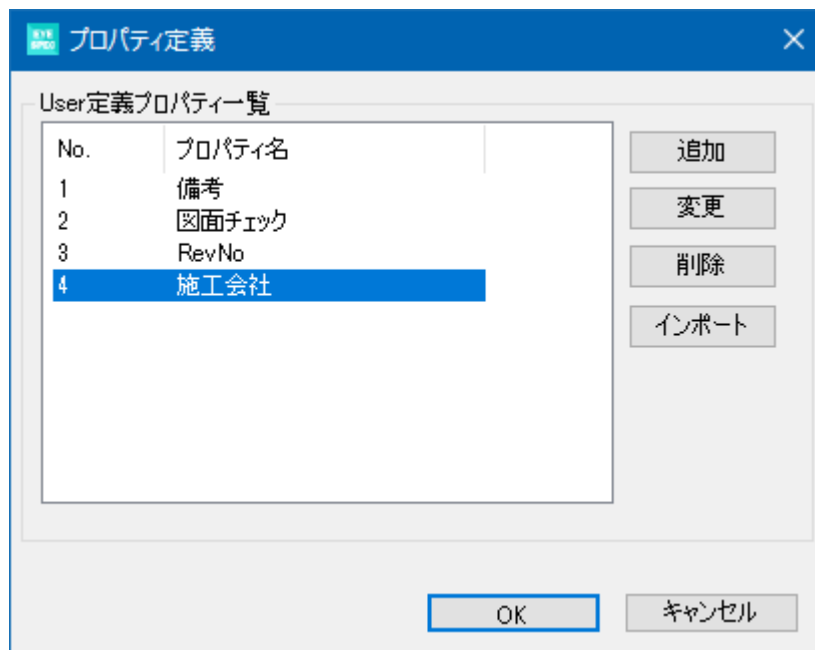 プロパティ定義
User定義プロパティ一覧
No. プロパティ名
1 備考
2 図面チェック
3 RevNo
4 施工会社
追加
変更
削除
インポート
OK キャンセル